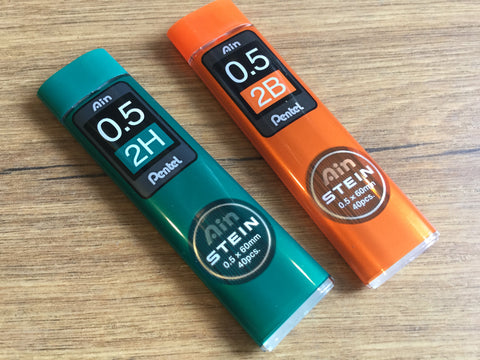 Ain
0.5
2H
Pentel
Ain
STEIN
0.5 x 60mm
40pcs.
Ain
0.5
2B
Pentel
Ain
STEIN
0.5 x 60mm
40pcs.